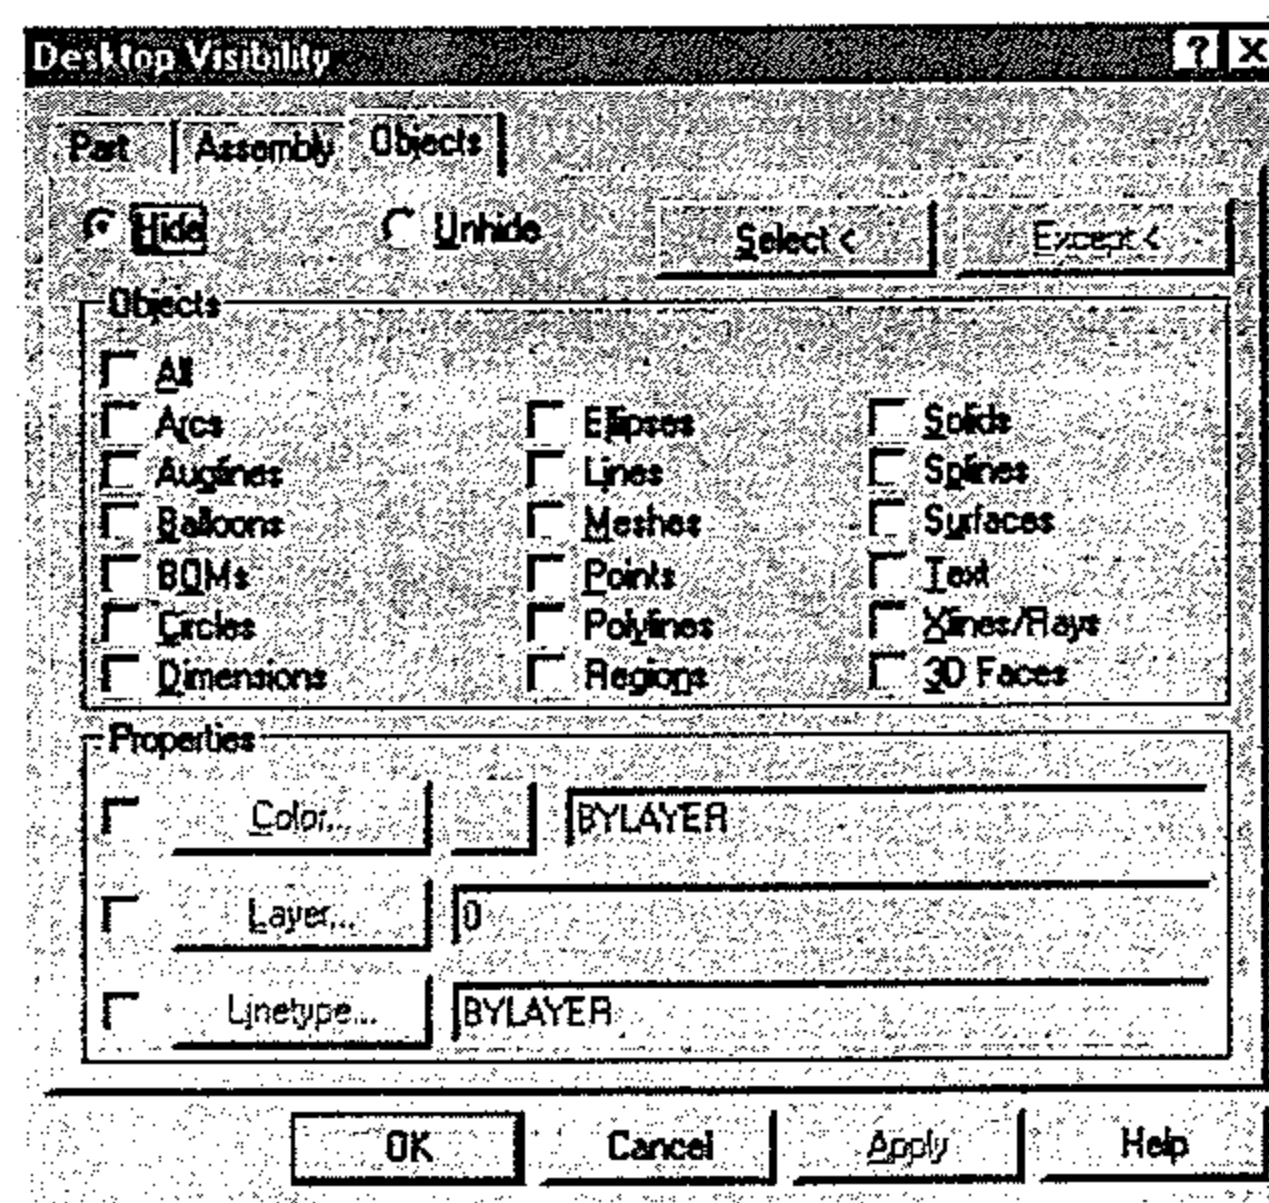 Desktop Visibility ? X
Part Assembly Objects
Hide Unhide Select < Except <
Objects
All
Arcs Ellipses Solids
Auglines Lines Splines
Balloons Meshes Surfaces
BOMs Points Text
Circles Polylines Xlines/Rays
Dimensions Regions 3D Faces
Properties
Color... BYLAYER
Layer... 0
Linetype... BYLAYER
OK Cancel Apply Help